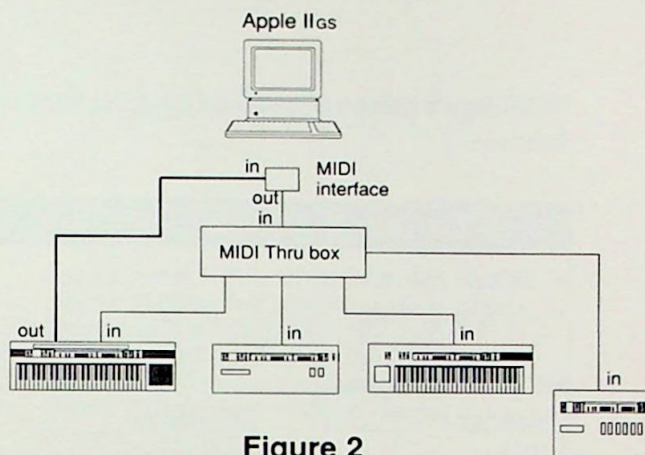 Apple IIGS
in
MIDI
interface
out
in
MIDI Thru box
out
in
in
in
in
Figure 2